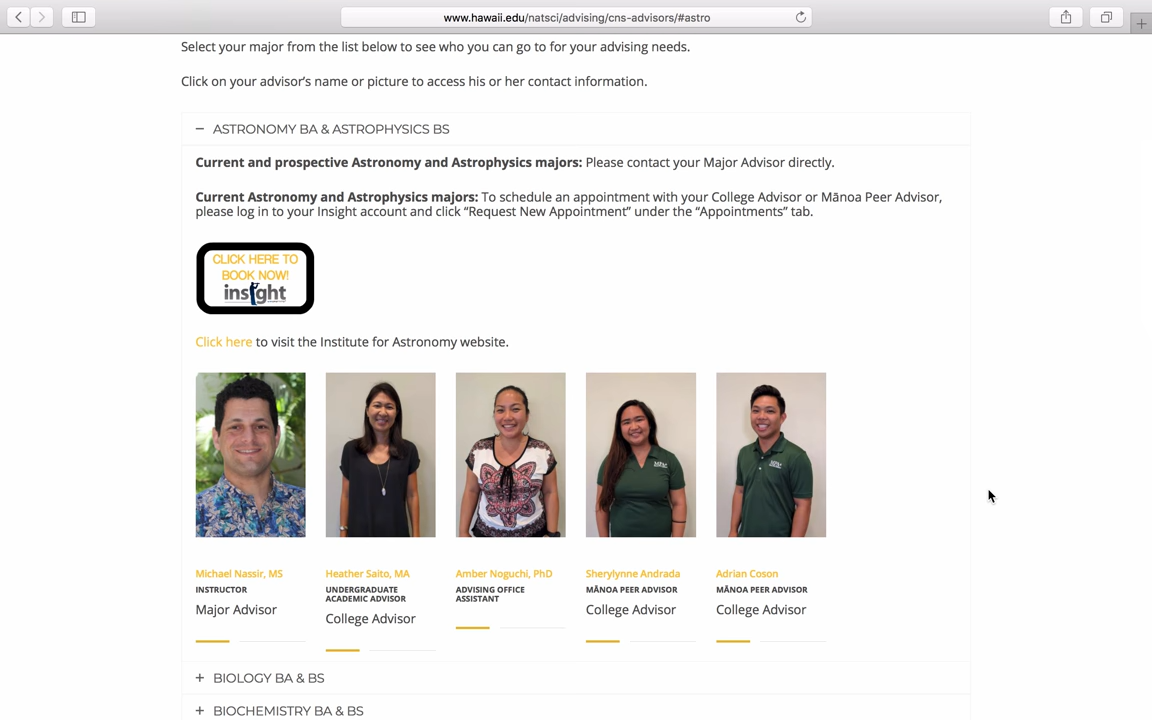 www.hawaii.edu/natsci/advising/cns-advisors/#astro
Select your major from the list below to see who you can go to for your advising needs.
Click on your advisor’s name or picture to access his or her contact information.
− ASTRONOMY BA & ASTROPHYSICS BS
Current and prospective Astronomy and Astrophysics majors: Please contact your Major Advisor directly.
Current Astronomy and Astrophysics majors: To schedule an appointment with your College Advisor or Mānoa Peer Advisor,
please log in to your Insight account and click “Request New Appointment” under the “Appointments” tab.
CLICK HERE TO
BOOK NOW!
insight
Click here to visit the Institute for Astronomy website.
Michael Nassir, MS
INSTRUCTOR
Major Advisor
Heather Saito, MA
UNDERGRADUATE
ACADEMIC ADVISOR
College Advisor
Amber Noguchi, PhD
ADVISING OFFICE
ASSISTANT
Sherylynne Andrada
MĀNOA PEER ADVISOR
College Advisor
Adrian Coson
MĀNOA PEER ADVISOR
College Advisor
+ BIOLOGY BA & BS
+ BIOCHEMISTRY BA & BS